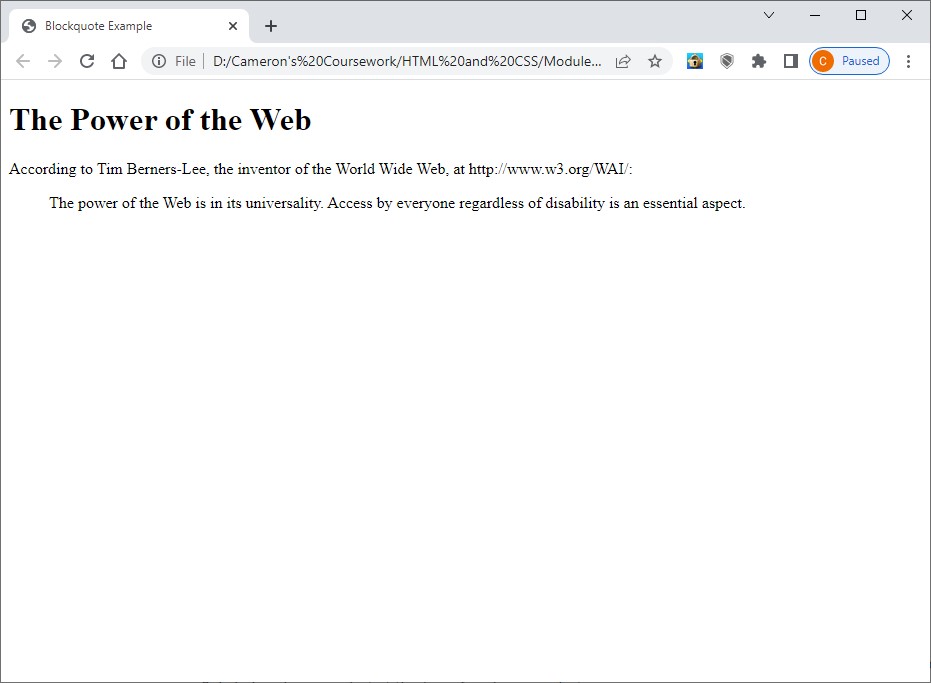 Blockquote Example
File D:/Cameron's%20Coursework/HTML%20and%20CSS/Module... C Paused
The Power of the Web
According to Tim Berners-Lee, the inventor of the World Wide Web, at http://www.w3.org/WAI/:
The power of the Web is in its universality. Access by everyone regardless of disability is an essential aspect.